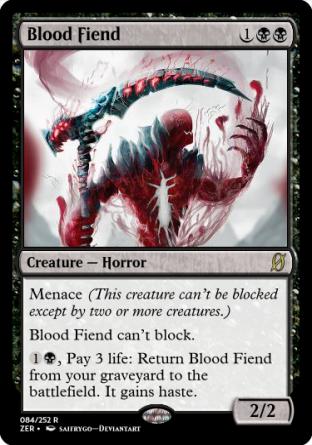 Blood Fiend 1
Creature — Horror
Menace (This creature can't be blocked
except by two or more creatures.)
Blood Fiend can't block.
1, Pay 3 life: Return Blood Fiend
from your graveyard to the
battlefield. It gains haste.
084/252 R
ZER • SAITRYGO—DEVIANTART
2/2